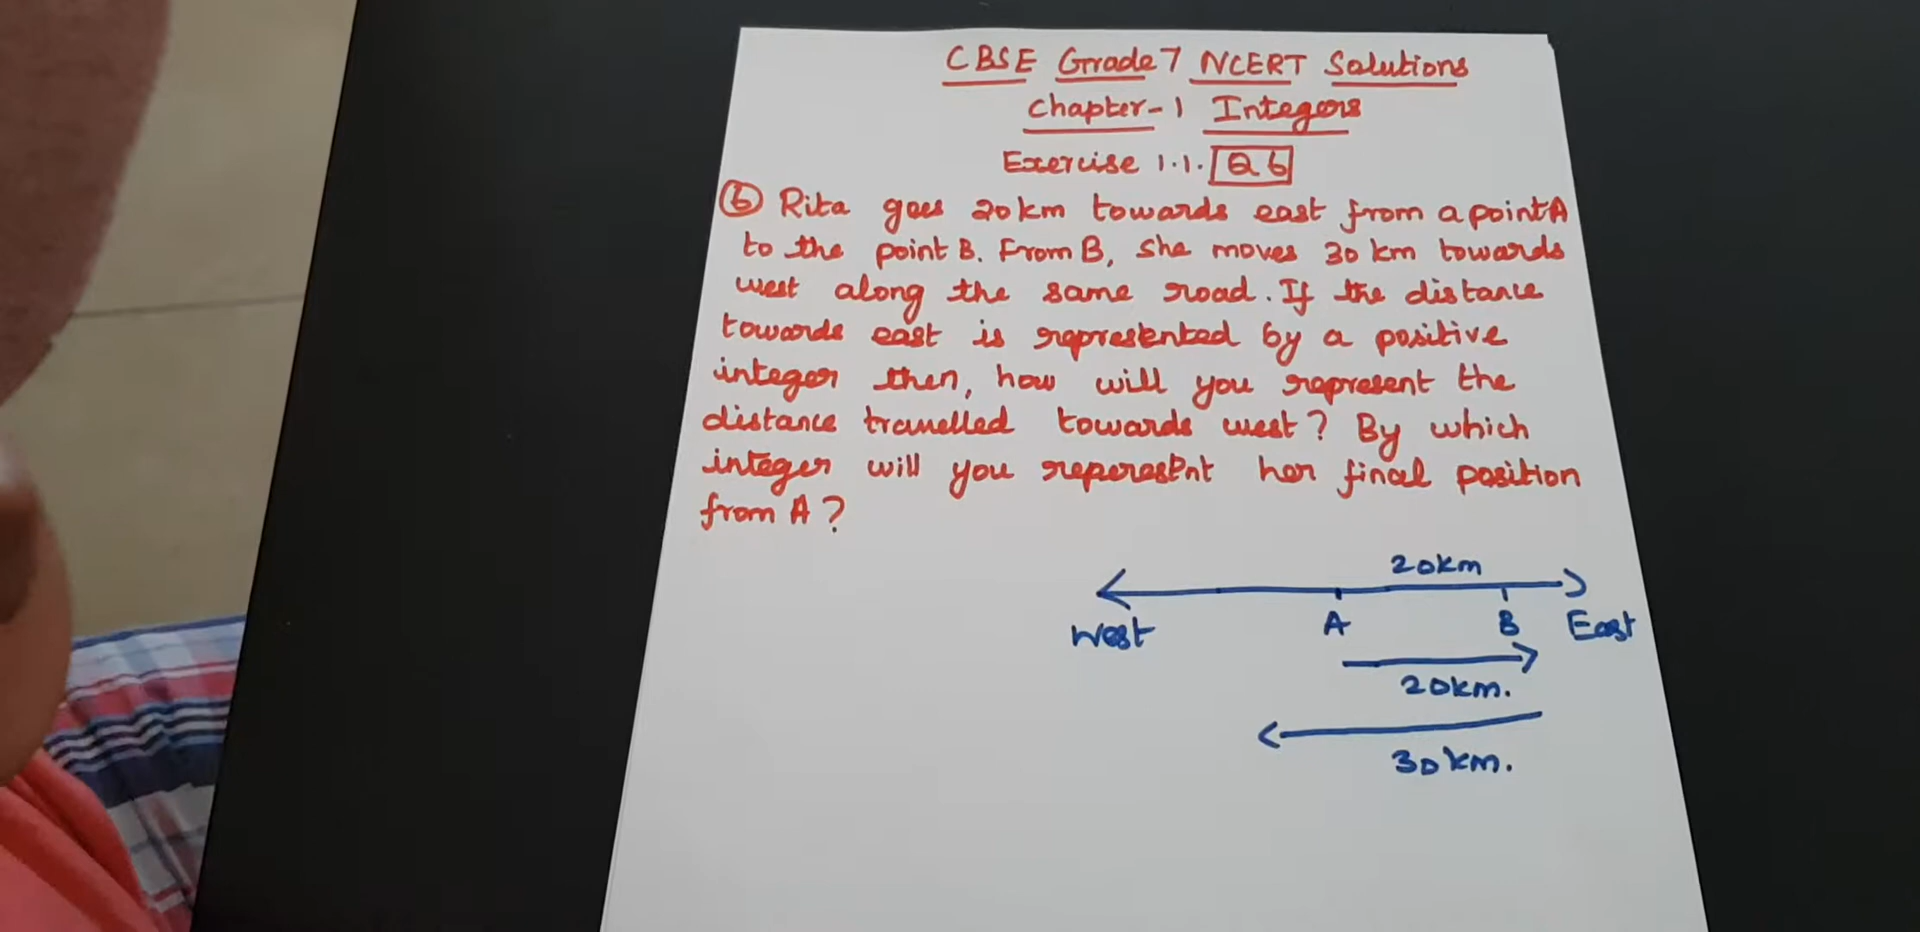 CBSE Grade 7 NCERT Solutions
Chapter-1 Integers
Exercise 1.1. Q6
6 Rita goes 20km towards east from a point A
to the point B. From B, she moves 30 km towards
west along the same road. If the distance
towards east is represented by a positive
integer then, how will you represent the
distance travelled towards west? By which
integer will you reperesent her final position
from A?
20km
West A B East
20km.
30km.